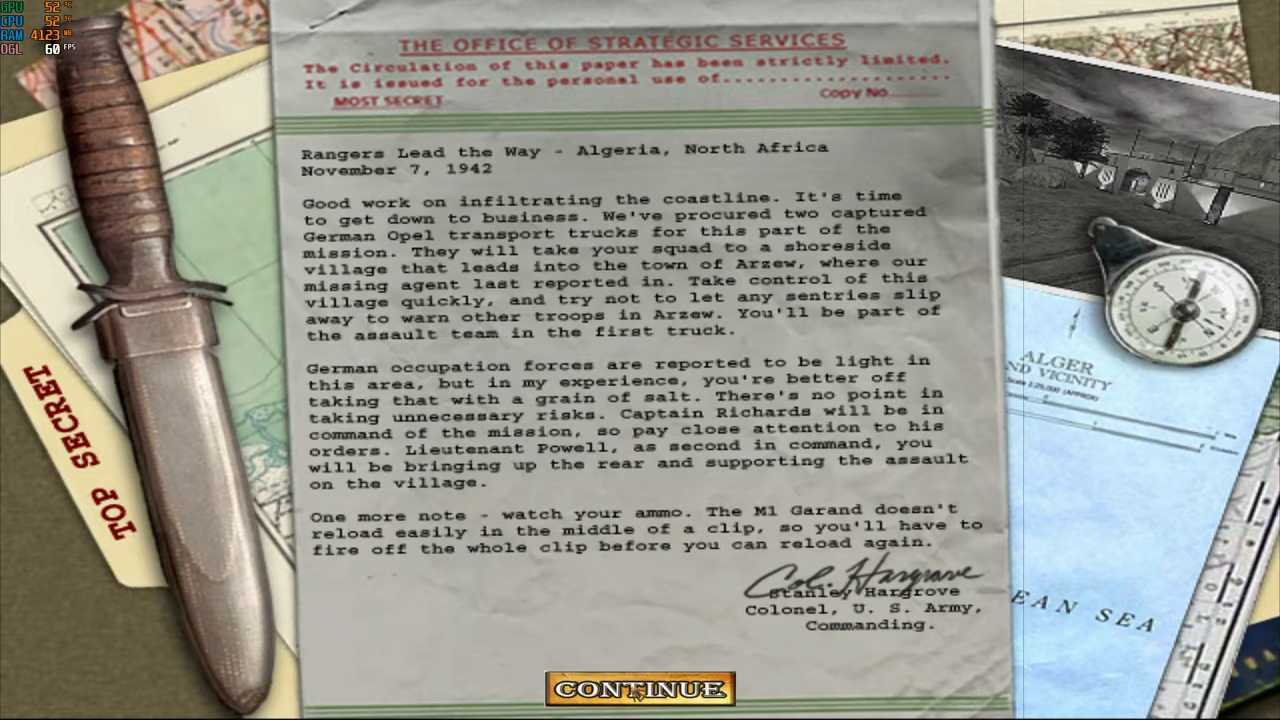 GPU 52 °C
CPU 52 °C
RAM 4123 MB
OGL 60 FPS
THE OFFICE OF STRATEGIC SERVICES
The Circulation of this paper has been strictly limited.
It is issued for the personal use of.....................
MOST SECRET
Copy No..........
Rangers Lead the Way - Algeria, North Africa
November 7, 1942
Good work on infiltrating the coastline. It's time
to get down to business. We've procured two captured
German Opel transport trucks for this part of the
mission. They will take your squad to a shoreside
village that leads into the town of Arzew, where our
missing agent last reported in. Take control of this
village quickly, and try not to let any sentries slip
away to warn other troops in Arzew. You'll be part of
the assault team in the first truck.
German occupation forces are reported to be light in
this area, but in my experience, you're better off
taking that with a grain of salt. There's no point in
taking unnecessary risks. Captain Richards will be in
command of the mission, so pay close attention to his
orders. Lieutenant Powell, as second in command, you
will be bringing up the rear and supporting the assault
on the village.
One more note - watch your ammo. The M1 Garand doesn't
reload easily in the middle of a clip, so you'll have to
fire off the whole clip before you can reload again.
Col. Hargrove
Stanley Hargrove
Colonel, U. S. Army,
Commanding.
CONTINUE
TOP SECRET
ALGER
ND VICINITY
Scale 1:25,000 (APPROX)
EAN SEA